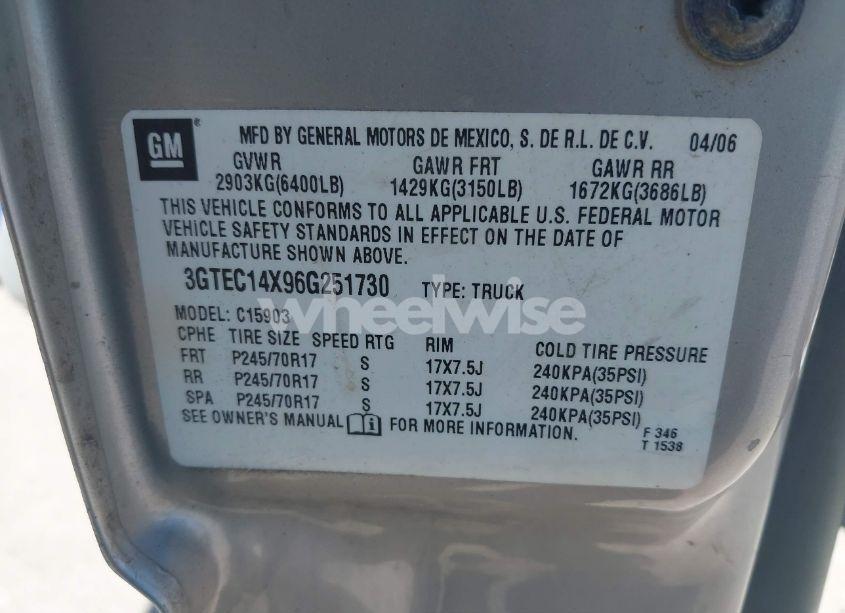 GM ® MFD BY GENERAL MOTORS DE MEXICO, S. DE R.L. DE C.V. 04/06
GVWR GAWR FRT GAWR RR
2903KG(6400LB) 1429KG(3150LB) 1672KG(3686LB)
THIS VEHICLE CONFORMS TO ALL APPLICABLE U.S. FEDERAL MOTOR
VEHICLE SAFETY STANDARDS IN EFFECT ON THE DATE OF
MANUFACTURE SHOWN ABOVE.
3GTEC14X96G251730 TYPE: TRUCK
wheelwise
MODEL: C15903
CPHE TIRE SIZE SPEED RTG RIM COLD TIRE PRESSURE
FRT P245/70R17 S 17X7.5J 240KPA(35PSI)
RR P245/70R17 S 17X7.5J 240KPA(35PSI)
SPA P245/70R17 S 17X7.5J 240KPA(35PSI)
SEE OWNER'S MANUAL i FOR MORE INFORMATION.
F 346
T 1538